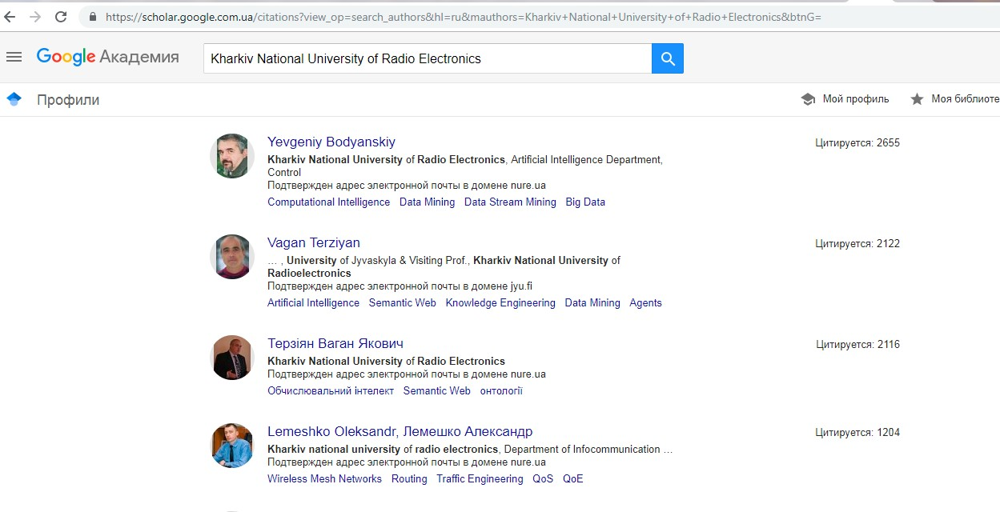 https://scholar.google.com.ua/citations?view_op=search_authors&hl=ru&mauthors=Kharkiv+National+University+of+Radio+Electronics&btnG=
Google Академия
Kharkiv National University of Radio Electronics
Профили
Мой профиль
Моя библиоте
Yevgeniy Bodyanskiy
Цитируется: 2655
Kharkiv National University of Radio Electronics, Artificial Intelligence Department,
Control
Подтвержден адрес электронной почты в домене nure.ua
Computational Intelligence Data Mining Data Stream Mining Big Data
Vagan Terziyan
Цитируется: 2122
... , University of Jyvaskyla & Visiting Prof., Kharkiv National University of
Radioelectronics
Подтвержден адрес электронной почты в домене jyu.fi
Artificial Intelligence Semantic Web Knowledge Engineering Data Mining Agents
Терзіян Ваган Якович
Цитируется: 2116
Kharkiv National University of Radio Electronics
Подтвержден адрес электронной почты в домене nure.ua
Обчислювальний інтелект Semantic Web онтології
Lemeshko Oleksandr, Лемешко Александр
Цитируется: 1204
Kharkiv national university of radio electronics, Department of Infocommunication ...
Подтвержден адрес электронной почты в домене nure.ua
Wireless Mesh Networks Routing Traffic Engineering QoS QoE